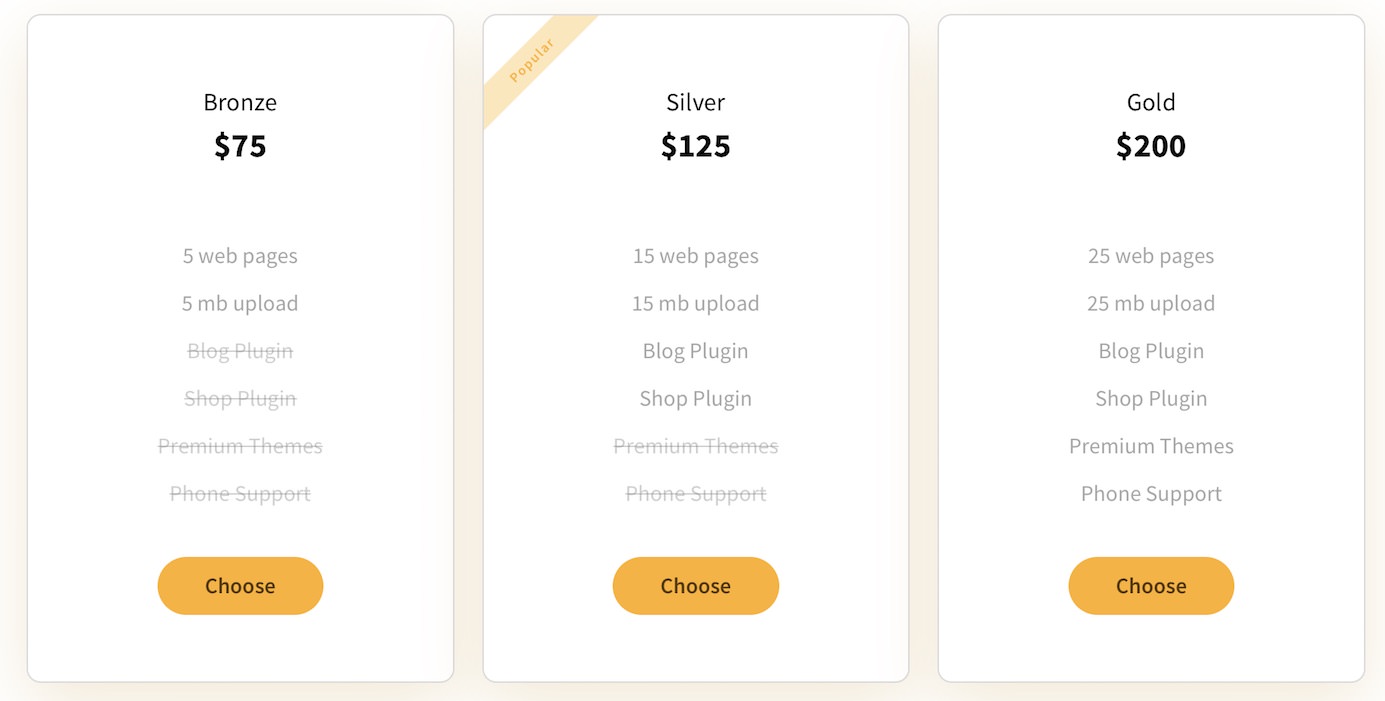 Bronze
$75
5 web pages
5 mb upload
Blog Plugin
Shop Plugin
Premium Themes
Phone Support
Choose
Popular
Silver
$125
15 web pages
15 mb upload
Blog Plugin
Shop Plugin
Premium Themes
Phone Support
Choose
Gold
$200
25 web pages
25 mb upload
Blog Plugin
Shop Plugin
Premium Themes
Phone Support
Choose